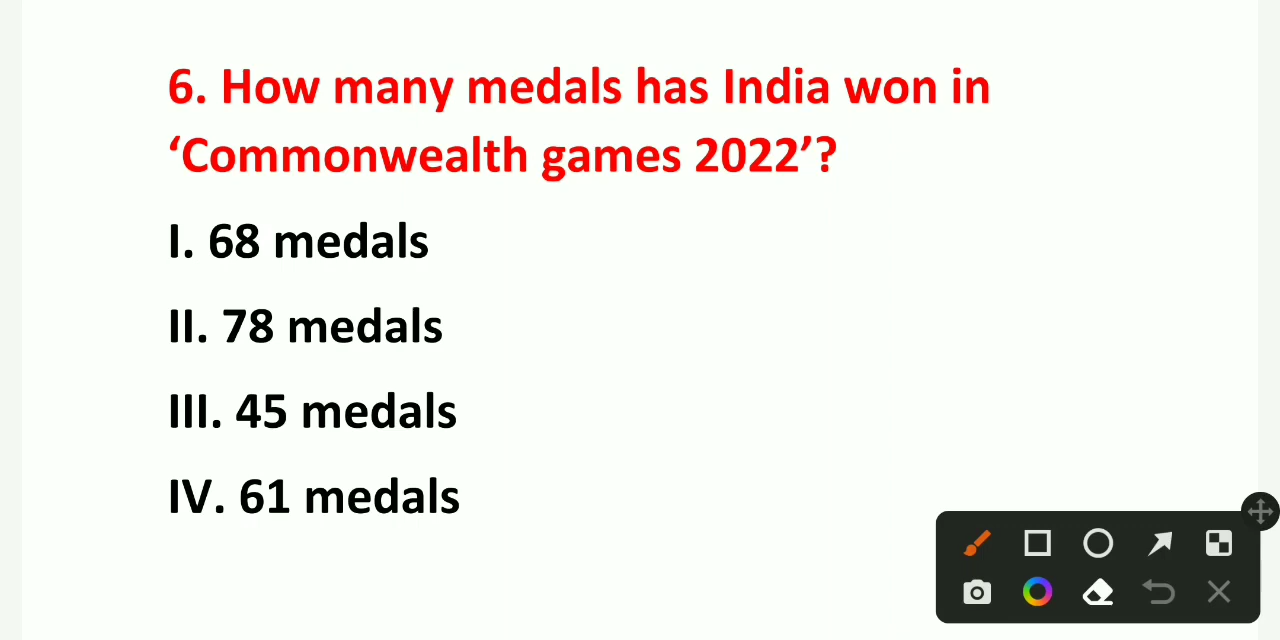 6. How many medals has India won in
‘Commonwealth games 2022’?
I. 68 medals
II. 78 medals
III. 45 medals
IV. 61 medals